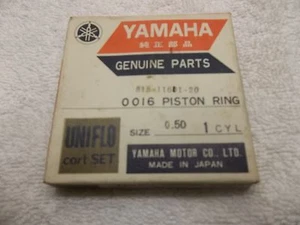 YAMAHA
純正部品
GENUINE PARTS
0016 PISTON RING
UNIFLO
cort SET
SIZE 0.50 1 CYL
YAMAHA MOTOR CO., LTD.
MADE IN JAPAN